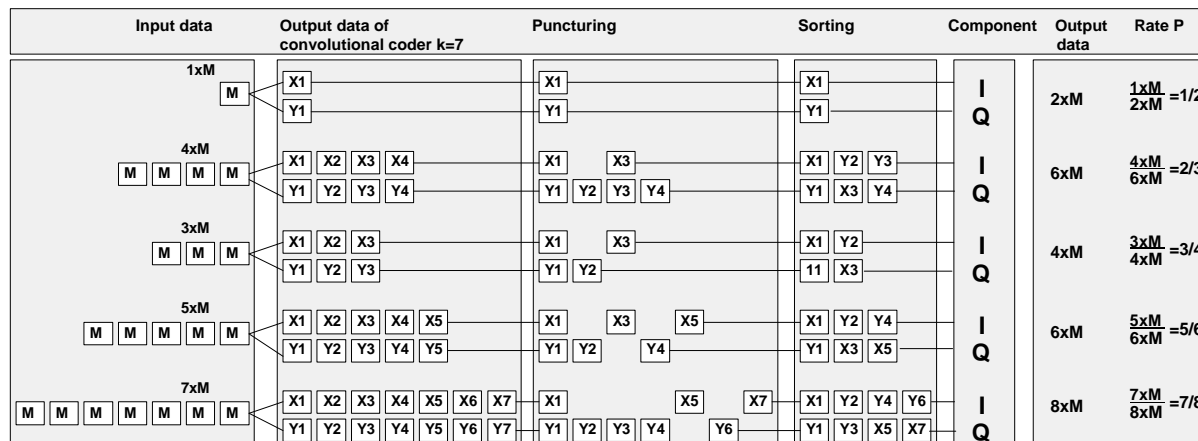 Input data Output data of convolutional coder k=7 Puncturing Sorting Component Output data Rate P
1xM
M X1 X1 X1 I 2xM 1xM/2xM =1/2
Y1 Y1 Y1 Q
4xM
M M M M X1 X2 X3 X4 X1 X3 X1 Y2 Y3 I 6xM 4xM/6xM =2/3
Y1 Y2 Y3 Y4 Y1 Y2 Y3 Y4 Y1 X3 Y4 Q
3xM
M M M X1 X2 X3 X1 X3 X1 Y2 I 4xM 3xM/4xM =3/4
Y1 Y2 Y3 Y1 Y2 11 X3 Q
5xM
M M M M M X1 X2 X3 X4 X5 X1 X3 X5 X1 Y2 Y4 I 6xM 5xM/6xM =5/6
Y1 Y2 Y3 Y4 Y5 Y1 Y2 Y4 Y1 X3 X5 Q
7xM
M M M M M M M X1 X2 X3 X4 X5 X6 X7 X1 X5 X7 X1 Y2 Y4 Y6 I 8xM 7xM/8xM =7/8
Y1 Y2 Y3 Y4 Y5 Y6 Y7 Y1 Y2 Y3 Y4 Y6 Y1 Y3 X5 X7 Q